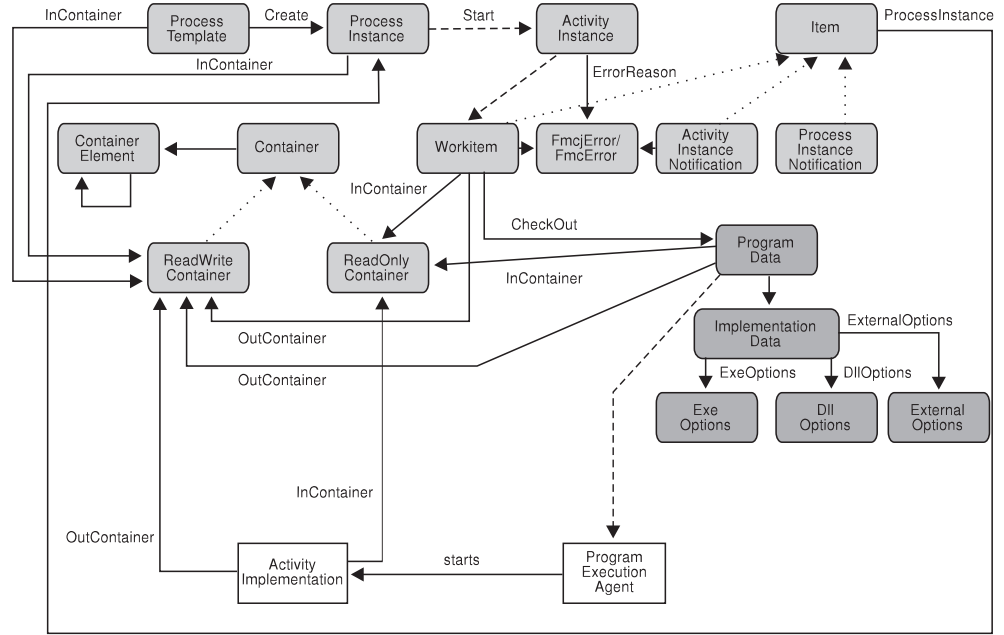 InContainer
Process
Template
Create
Process
Instance
Start
Activity
Instance
Item
ProcessInstance
InContainer
ErrorReason
Container
Element
Container
Workitem
FmcjError/
FmcError
Activity
Instance
Notification
Process
Instance
Notification
InContainer
CheckOut
ReadWrite
Container
ReadOnly
Container
Program
Data
InContainer
OutContainer
Implementation
Data
ExternalOptions
OutContainer
ExeOptions
DllOptions
Exe
Options
Dll
Options
External
Options
InContainer
OutContainer
Activity
Implementation
starts
Program
Execution
Agent